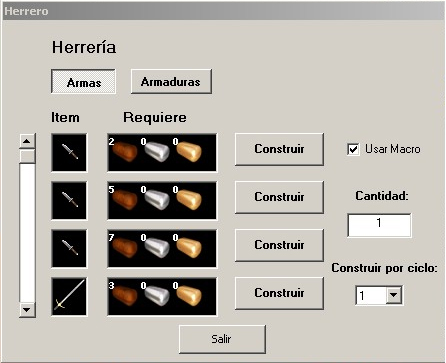 Herrero
Herrería
Armas Armaduras
Item Requiere
2 0 0 Construir Usar Macro
5 0 0 Construir Cantidad:
1
7 0 0 Construir
Construir por ciclo:
3 0 0 Construir 1
Salir